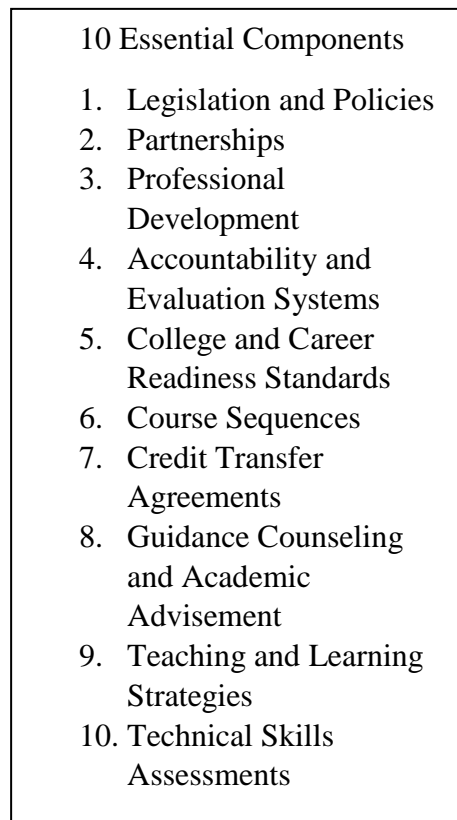 10 Essential Components
1. Legislation and Policies
2. Partnerships
3. Professional
Development
4. Accountability and
Evaluation Systems
5. College and Career
Readiness Standards
6. Course Sequences
7. Credit Transfer
Agreements
8. Guidance Counseling
and Academic
Advisement
9. Teaching and Learning
Strategies
10. Technical Skills
Assessments